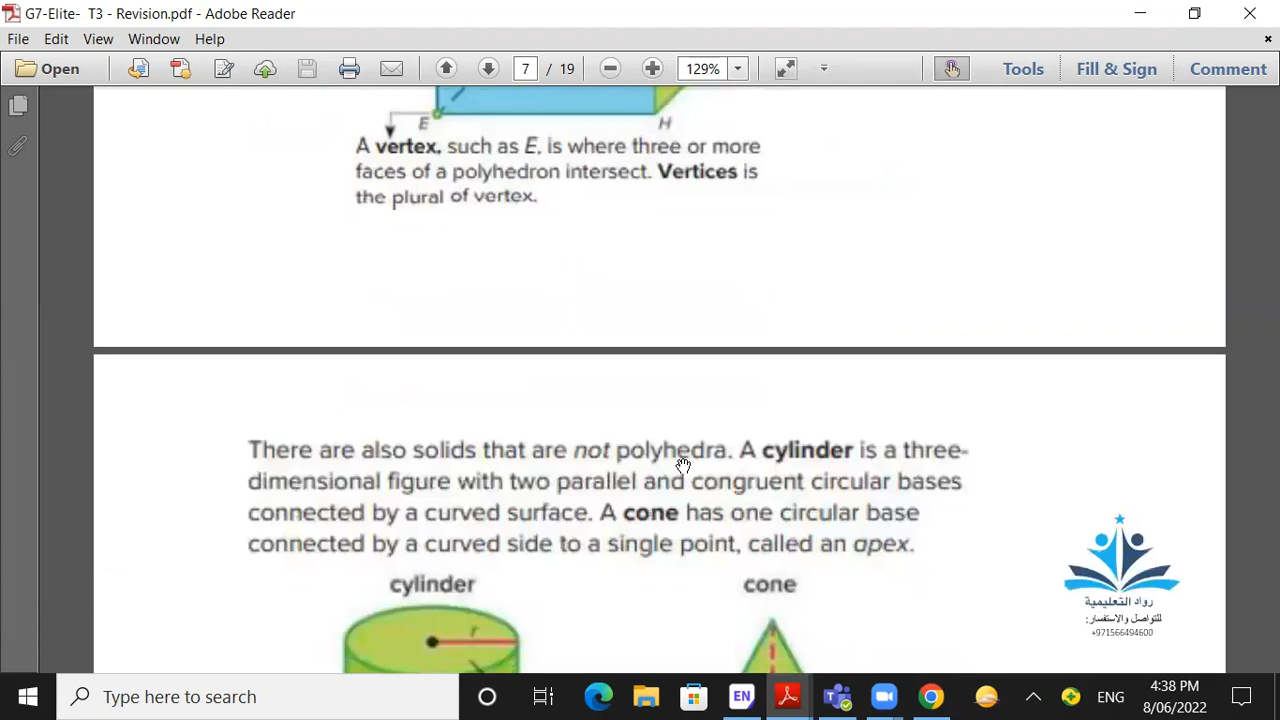 G7-Elite-  T3 - Revision.pdf - Adobe Reader
File Edit View Window Help
Open 7 / 19 129% Tools Fill & Sign Comment
E H
A vertex, such as E, is where three or more
faces of a polyhedron intersect. Vertices is
the plural of vertex.
There are also solids that are not polyhedra. A cylinder is a three-
dimensional figure with two parallel and congruent circular bases
connected by a curved surface. A cone has one circular base
connected by a curved side to a single point, called an apex.
cylinder cone
r
رواد التعليمية
للتواصل والاستفسار:
+971566494600
Type here to search
EN
ENG
4:38 PM
8/06/2022